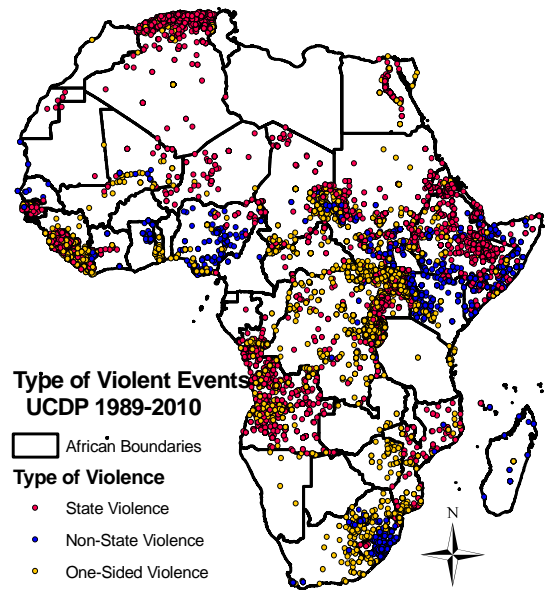 Type of Violent Events
UCDP 1989-2010
African Boundaries
Type of Violence
State Violence
Non-State Violence
One-Sided Violence
N